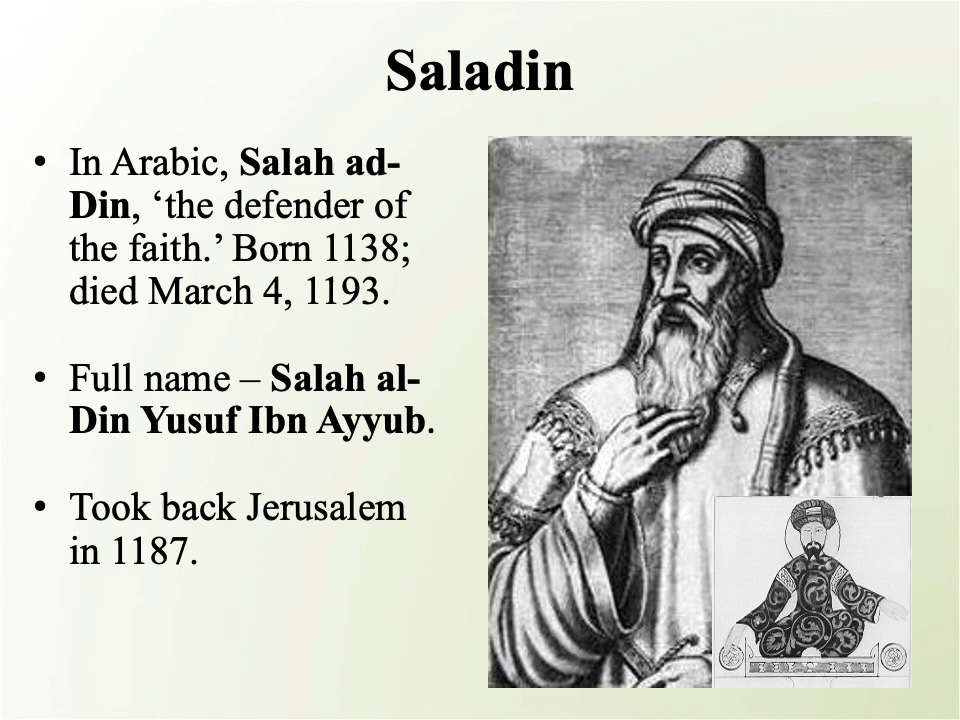 Saladin
• In Arabic, Salah ad-
Din, ‘the defender of
the faith.’ Born 1138;
died March 4, 1193.
• Full name – Salah al-
Din Yusuf Ibn Ayyub.
• Took back Jerusalem
in 1187.